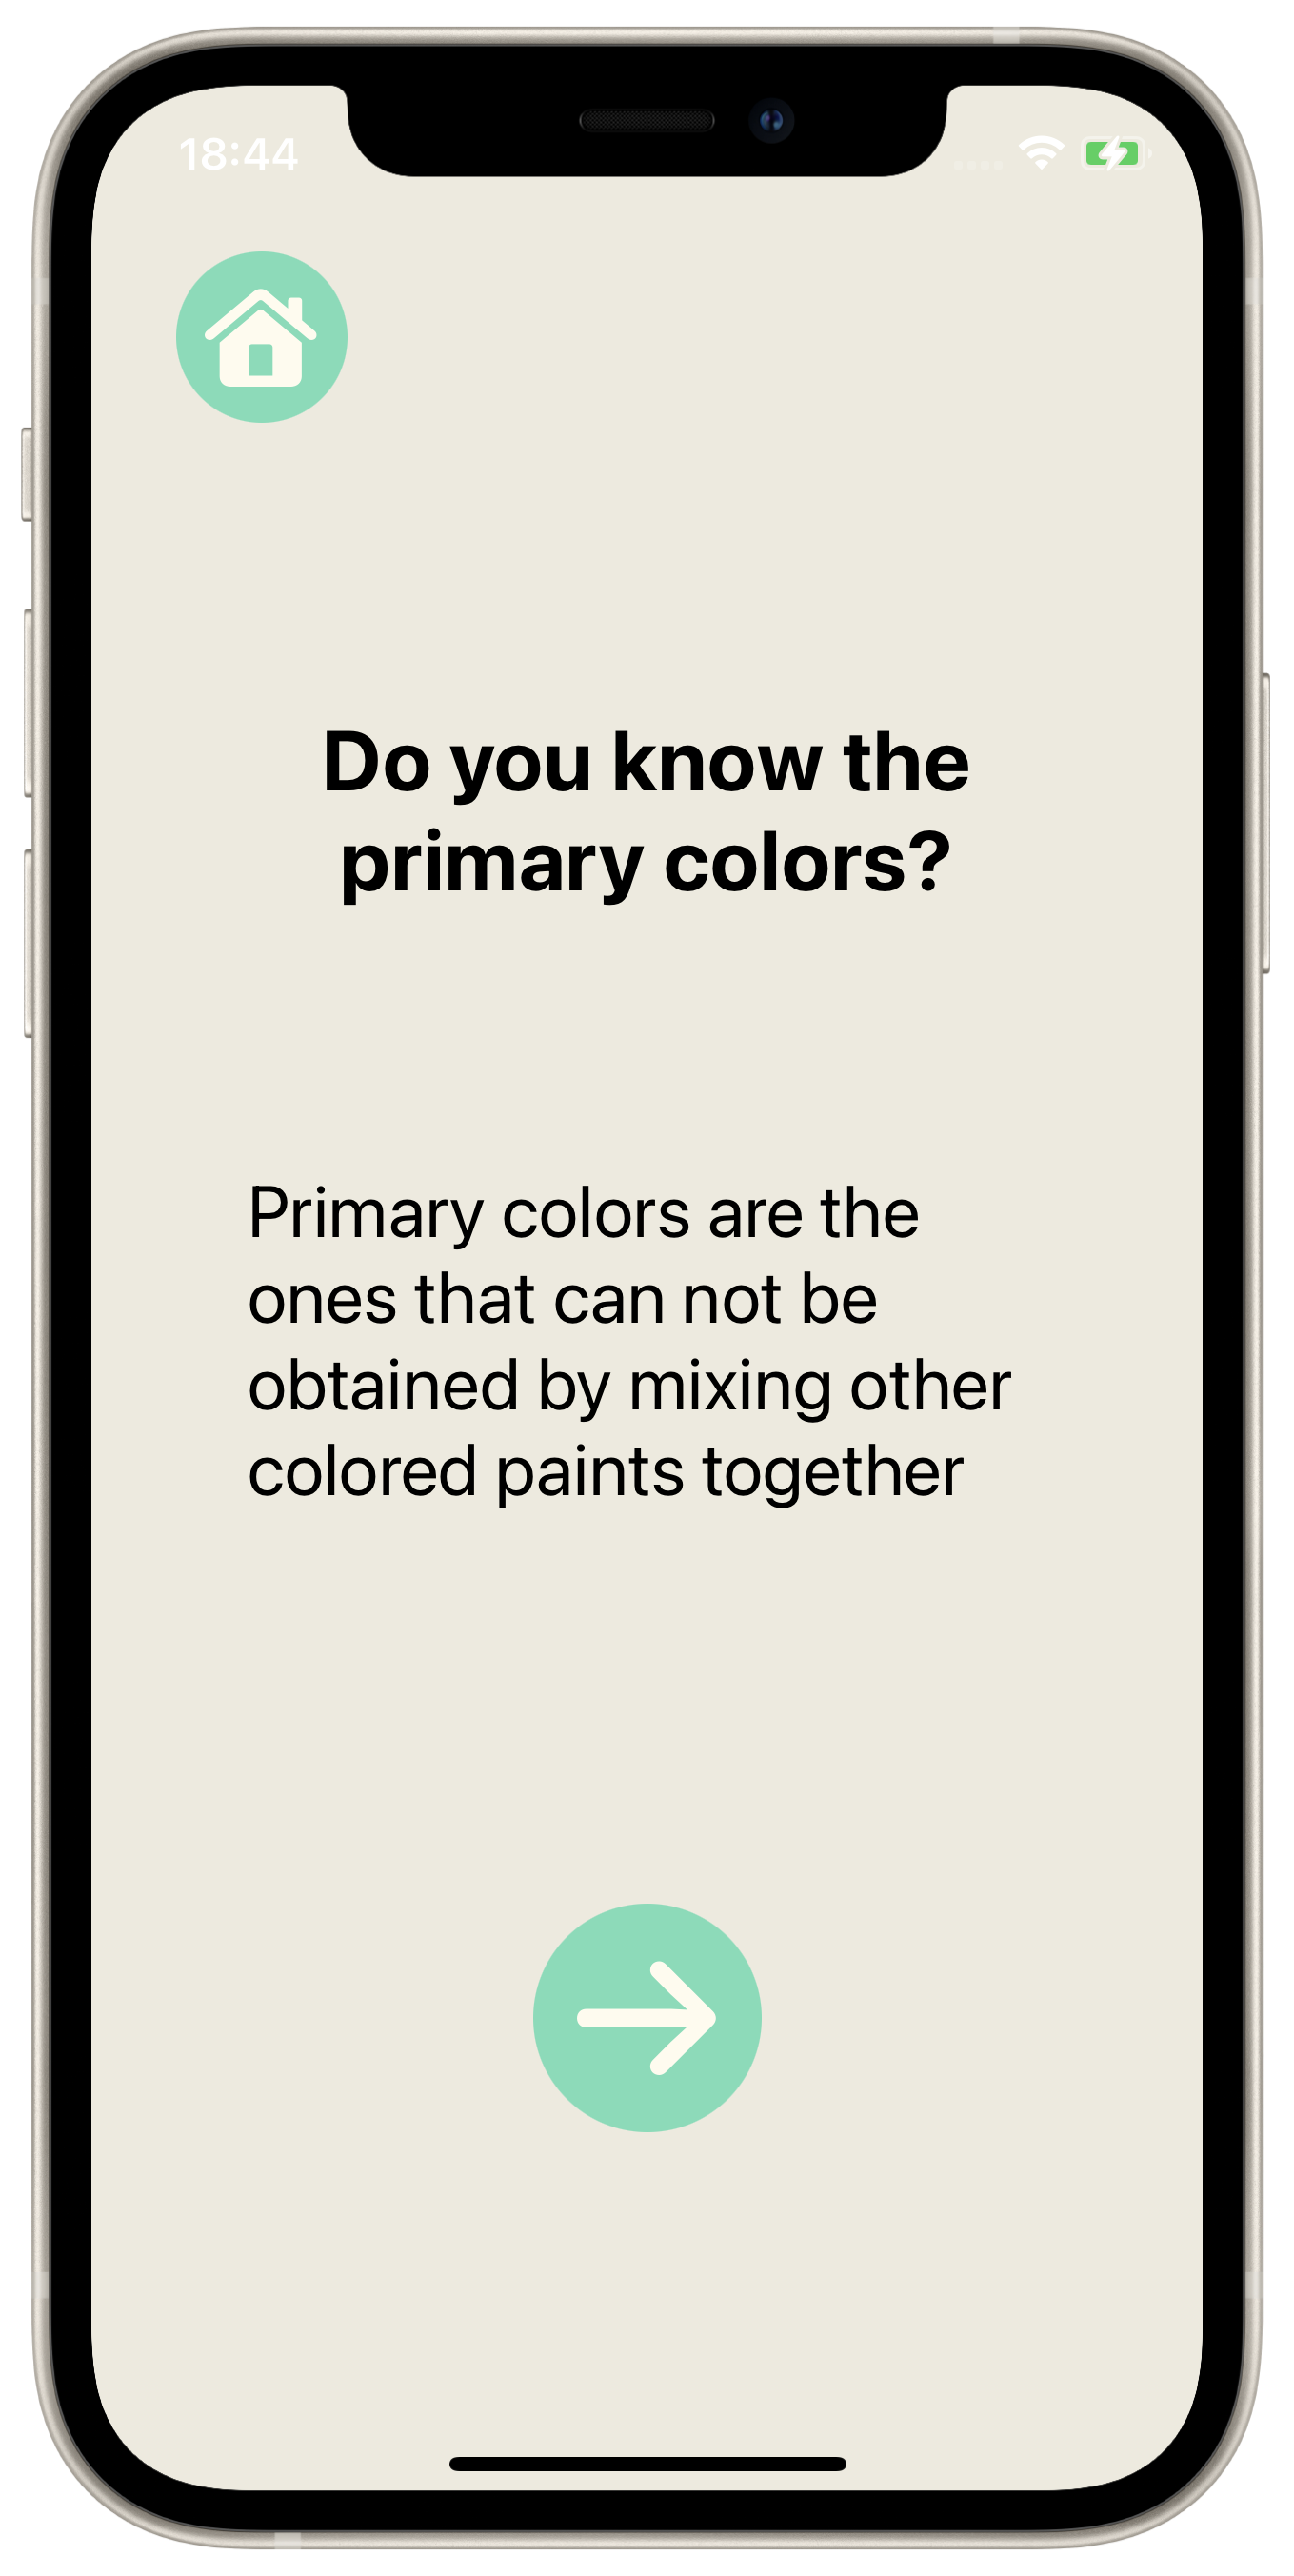 18:44
Do you know the
primary colors?
Primary colors are the
ones that can not be
obtained by mixing other
colored paints together